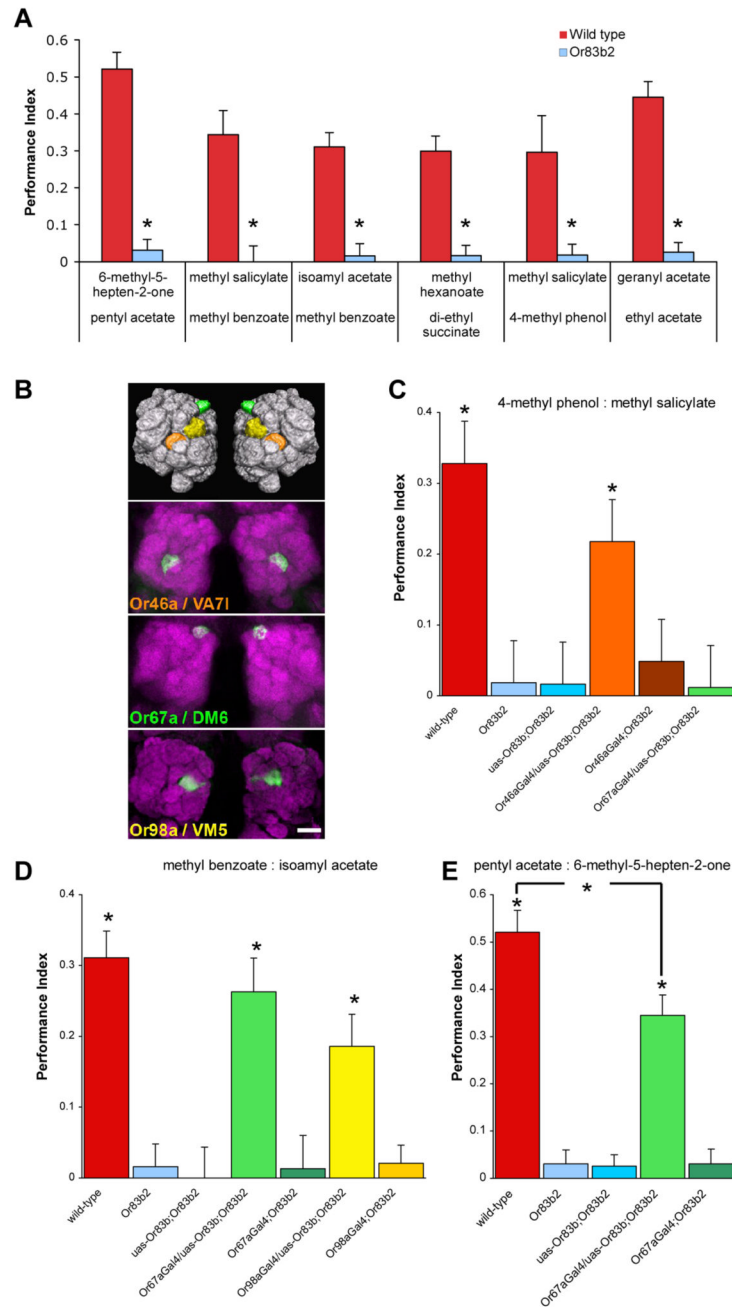 A
Wild type
Or83b2
Performance Index
0.6
0.5
0.4
0.3
0.2
0.1
0
* * * * * *
6-methyl-5-hepten-2-one methyl salicylate isoamyl acetate methyl hexanoate methyl salicylate geranyl acetate
pentyl acetate methyl benzoate methyl benzoate di-ethyl succinate 4-methyl phenol ethyl acetate
B
Or46a / VA7l
Or67a / DM6
Or98a / VM5
C
4-methyl phenol : methyl salicylate
Performance Index
0.4
0.3
0.2
0.1
0
* *
wild-type
Or83b2
uas-Or83b;Or83b2
Or46aGal4/uas-Or83b;Or83b2
Or46aGal4;Or83b2
Or67aGal4/uas-Or83b;Or83b2
D
methyl benzoate : isoamyl acetate
Performance Index
0.4
0.3
0.2
0.1
0
* * *
wild-type
Or83b2
uas-Or83b;Or83b2
Or67aGal4/uas-Or83b;Or83b2
Or67aGal4;Or83b2
Or98aGal4/uas-Or83b;Or83b2
Or98aGal4;Or83b2
E
pentyl acetate : 6-methyl-5-hepten-2-one
Performance Index
0.6
0.5
0.4
0.3
0.2
0.1
0
* * *
wild-type
Or83b2
uas-Or83b;Or83b2
Or67aGal4/uas-Or83b;Or83b2
Or67aGal4;Or83b2